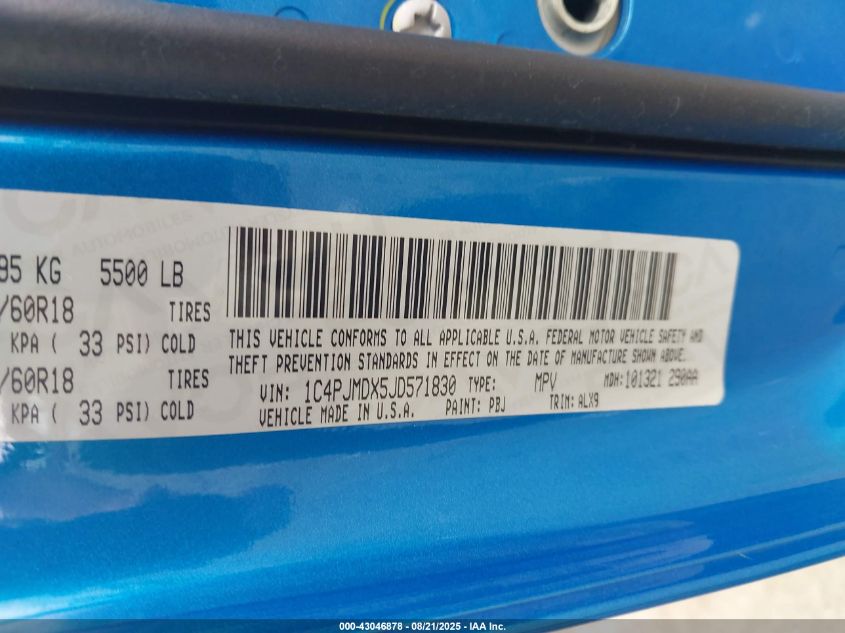 95 KG 5500 LB
/60R18 TIRES
KPA ( 33 PSI) COLD
/60R18 TIRES
KPA ( 33 PSI) COLD
THIS VEHICLE CONFORMS TO ALL APPLICABLE U.S.A. FEDERAL MOTOR VEHICLE SAFETY AND
THEFT PREVENTION STANDARDS IN EFFECT ON THE DATE OF MANUFACTURE SHOWN ABOVE.
VIN: 1C4PJMDX5JD571830 TYPE: MPV MDH: 101321 290AA
VEHICLE MADE IN U.S.A. PAINT: PBJ TRIM: ALX9
000-43046878 - 08/21/2025 - IAA Inc.